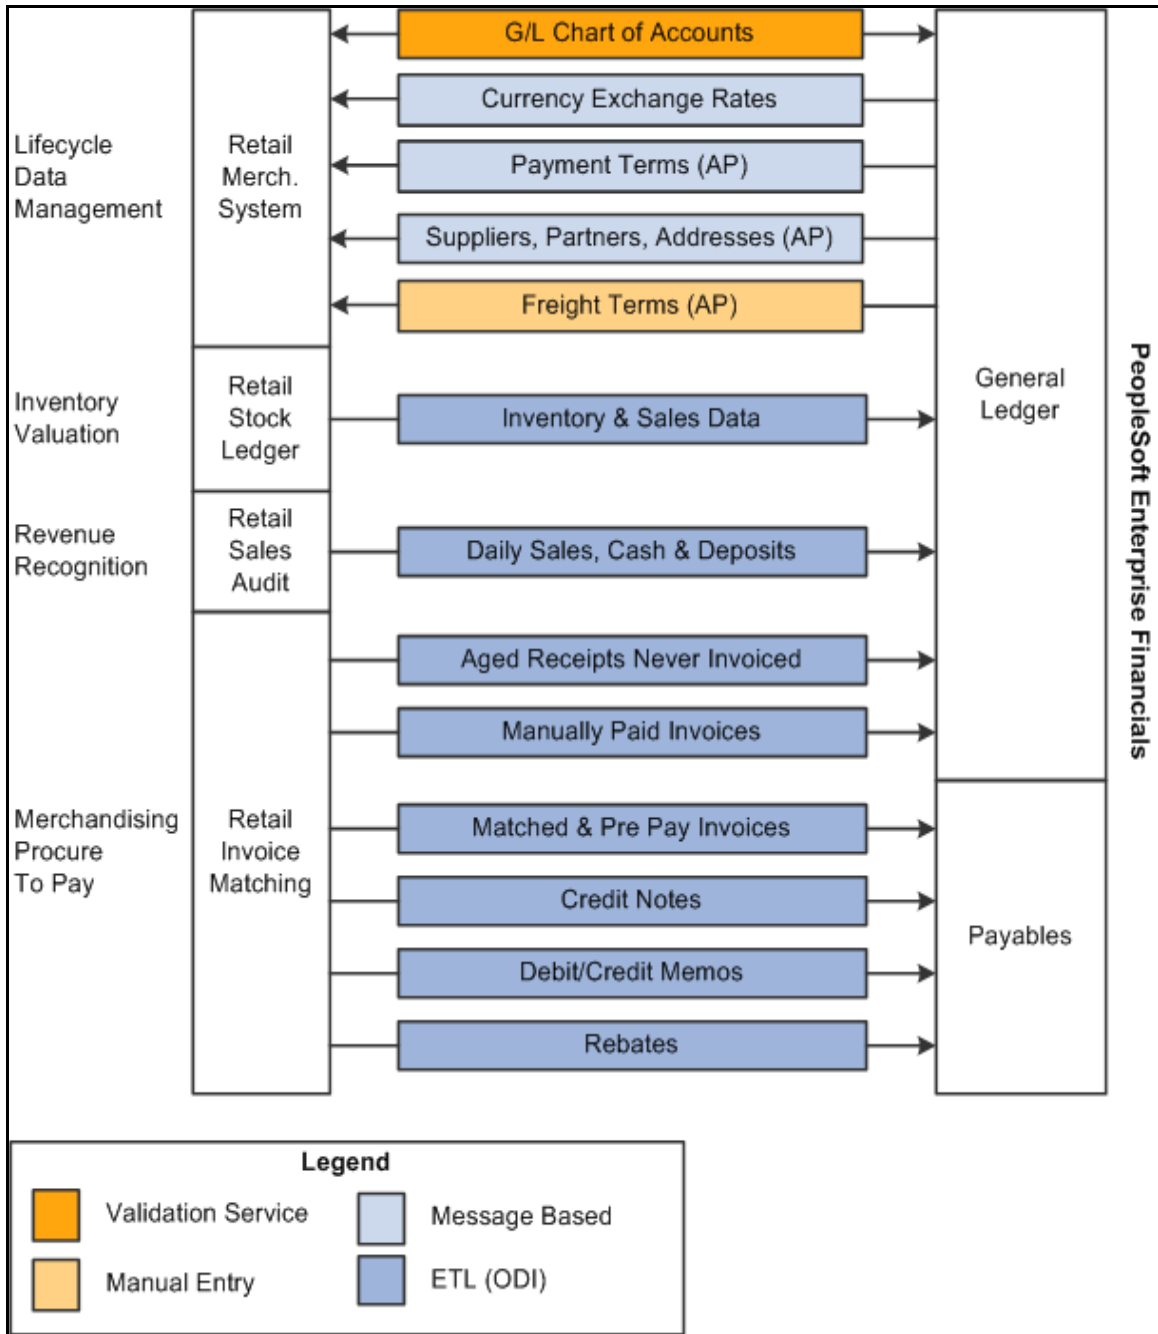 G/L Chart of Accounts
Currency Exchange Rates
Payment Terms (AP)
Suppliers, Partners, Addresses (AP)
Freight Terms (AP)
Lifecycle
Data
Management
Retail
Merch.
System
Inventory
Valuation
Retail
Stock
Ledger
Inventory & Sales Data
General
Ledger
PeopleSoft Enterprise Financials
Revenue
Recognition
Retail
Sales
Audit
Daily Sales, Cash & Deposits
Aged Receipts Never Invoiced
Manually Paid Invoices
Merchandising
Procure
To Pay
Retail
Invoice
Matching
Matched & Pre Pay Invoices
Credit Notes
Debit/Credit Memos
Rebates
Payables
Legend
Validation Service
Message Based
Manual Entry
ETL (ODI)